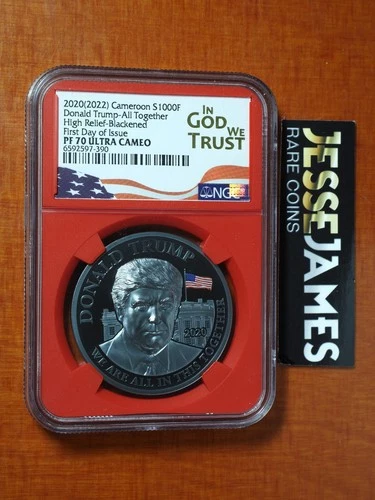 2020(2022) Cameroon S1000F
Donald Trump-All Together
High Relief-Blackened
First Day of Issue
PF 70 ULTRA CAMEO
6592597-390
IN
GOD WE
TRUST
NGC
DONALD TRUMP
2020
WE ARE ALL IN THIS TOGETHER
JESSE JAMES
RARE COINS